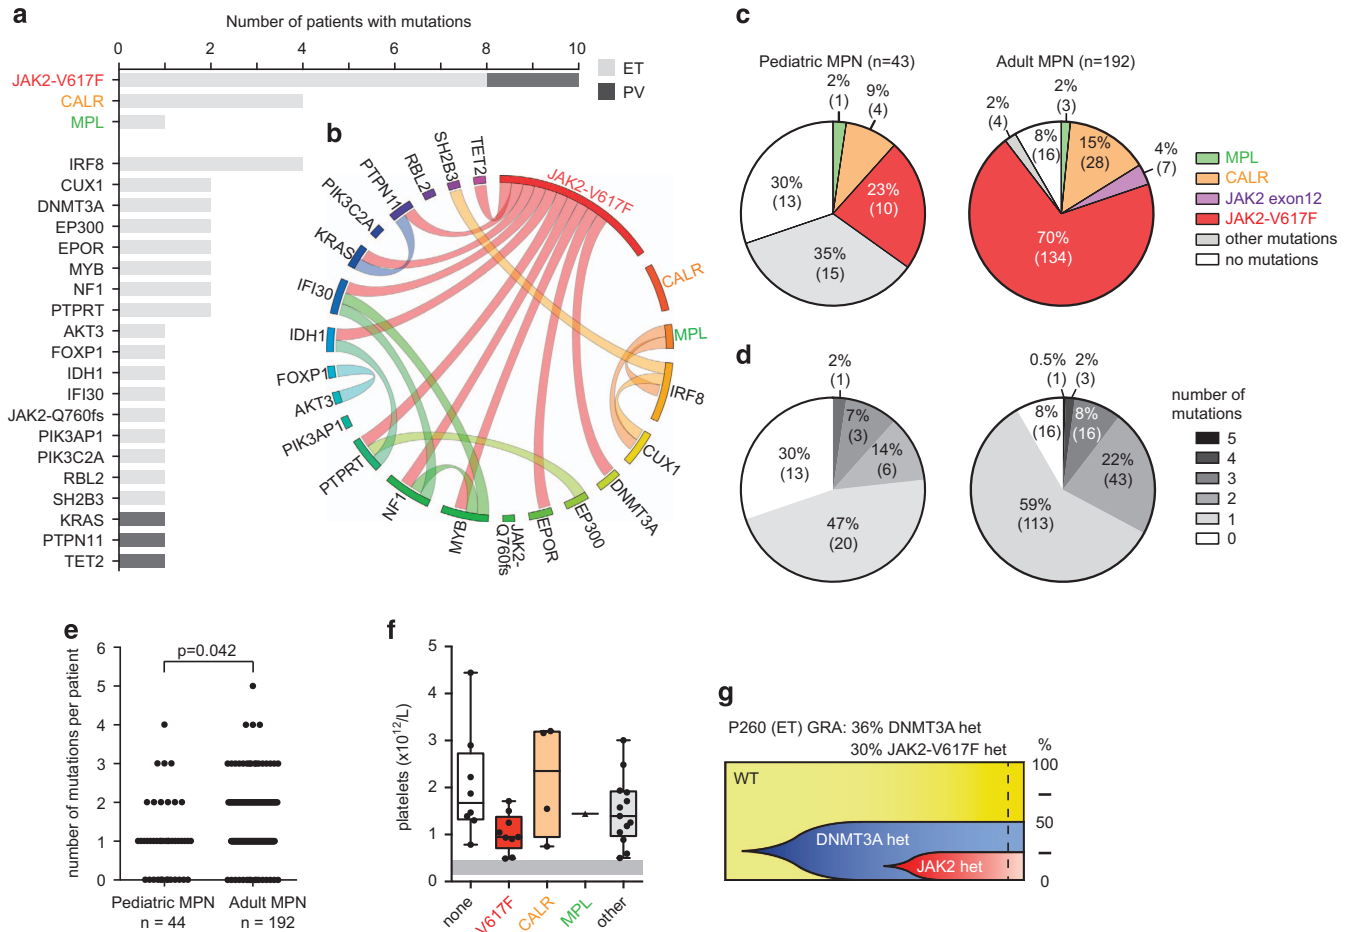 a
Number of patients with mutations
0 2 4 6 8 10
JAK2-V617F
CALR
MPL
IRF8
CUX1
DNMT3A
EP300
EPOR
MYB
NF1
PTPRT
AKT3
FOXP1
IDH1
IFI30
JAK2-Q760fs
PIK3AP1
PIK3C2A
RBL2
SH2B3
KRAS
PTPN11
TET2
ET
PV
b
JAK2-V617F
CALR
MPL
IRF8
CUX1
DNMT3A
EP300
EPOR
JAK2-
Q760fs
MYB
NF1
PTPRT
PIK3AP1
AKT3
FOXP1
IDH1
IFI30
KRAS
PIK3C2A
PTPN11
RBL2
SH2B3
TET2
c
Pediatric MPN (n=43)
2%
(1)
9%
(4)
23%
(10)
35%
(15)
30%
(13)
Adult MPN (n=192)
2%
(4)
8%
(16)
2%
(3)
15%
(28)
4%
(7)
70%
(134)
MPL
CALR
JAK2 exon12
JAK2-V617F
other mutations
no mutations
d
2%
(1)
7%
(3)
14%
(6)
47%
(20)
30%
(13)
0.5%
(1)
2%
(3)
8%
(16)
8%
(16)
22%
(43)
59%
(113)
number of
mutations
5
4
3
2
1
0
e
number of mutations per patient
6
5
4
3
2
1
0
p=0.042
Pediatric MPN
n = 44
Adult MPN
n = 192
f
platelets (x10¹²/L)
5
4
3
2
1
0
none
V617F
CALR
MPL
other
g
P260 (ET) GRA: 36% DNMT3A het
30% JAK2-V617F het
%
100
50
0
WT
DNMT3A het
JAK2 het